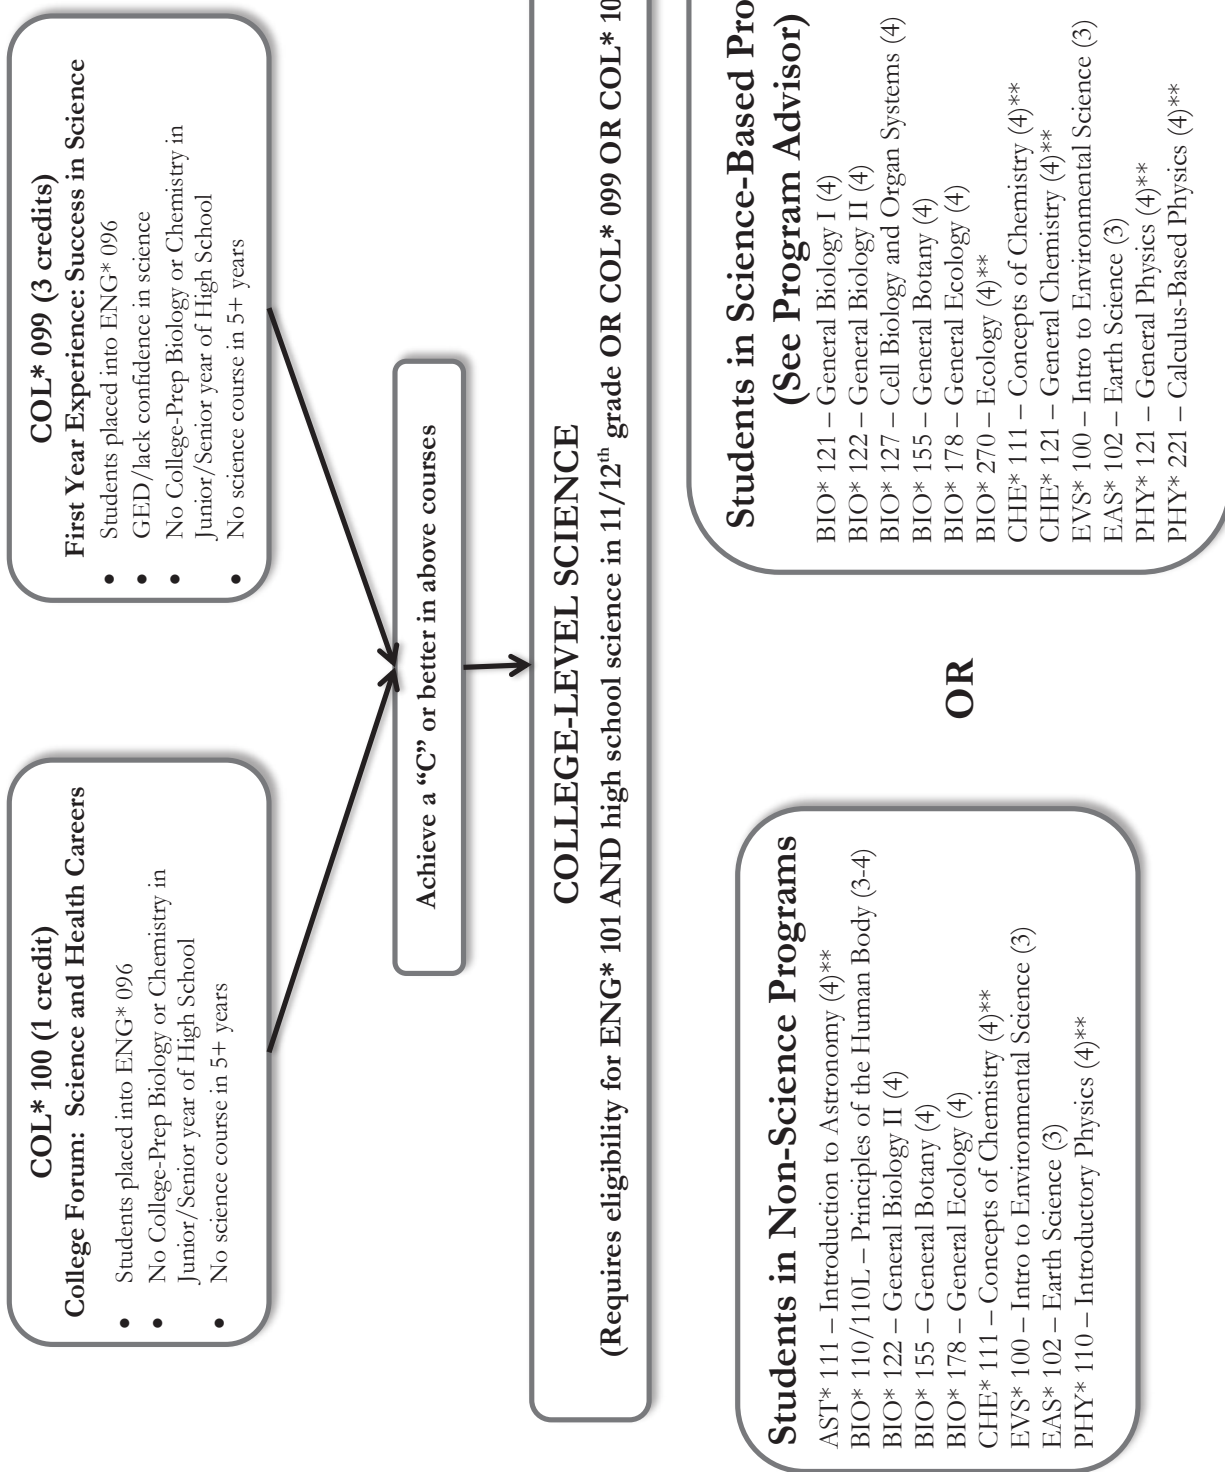 COL* 100 (1 credit)
College Forum: Science and Health Careers
• Students placed into ENG* 096
• No College-Prep Biology or Chemistry in
Junior/Senior year of High School
• No science course in 5+ years
COL* 099 (3 credits)
First Year Experience: Success in Science
• Students placed into ENG* 096
• GED/lack confidence in science
• No College-Prep Biology or Chemistry in
Junior/Senior year of High School
• No science course in 5+ years
Achieve a “C” or better in above courses
COLLEGE-LEVEL SCIENCE
(Requires eligibility for ENG* 101 AND high school science in 11/12th grade OR COL* 099 OR COL* 10
Students in Non-Science Programs
AST* 111 – Introduction to Astronomy (4)**
BIO* 110/110L – Principles of the Human Body (3-4)
BIO* 122 – General Biology II (4)
BIO* 155 – General Botany (4)
BIO* 178 – General Ecology (4)
CHE* 111 – Concepts of Chemistry (4)**
EVS* 100 – Intro to Environmental Science (3)
EAS* 102 – Earth Science (3)
PHY* 110 – Introductory Physics (4)**
OR
Students in Science-Based Pro
(See Program Advisor)
BIO* 121 – General Biology I (4)
BIO* 122 – General Biology II (4)
BIO* 127 – Cell Biology and Organ Systems (4)
BIO* 155 – General Botany (4)
BIO* 178 – General Ecology (4)
BIO* 270 – Ecology (4)**
CHE* 111 – Concepts of Chemistry (4)**
CHE* 121 – General Chemistry (4)**
EVS* 100 – Intro to Environmental Science (3)
EAS* 102 – Earth Science (3)
PHY* 121 – General Physics (4)**
PHY* 221 – Calculus-Based Physics (4)**